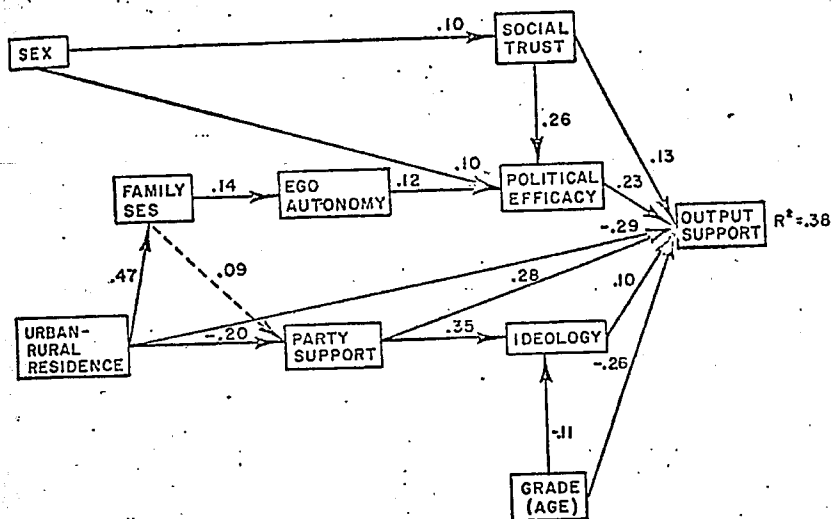 .10
SOCIAL
TRUST
SEX
.26
.13
.10
FAMILY
SES
.14
EGO
AUTONOMY
.12
POLITICAL
EFFICACY
.23
OUTPUT
SUPPORT
R²=.38
-.29
.47
.09
.28
.10
URBAN-
RURAL
RESIDENCE
-.20
PARTY
SUPPORT
.35
IDEOLOGY
-.26
-.11
GRADE
(AGE)